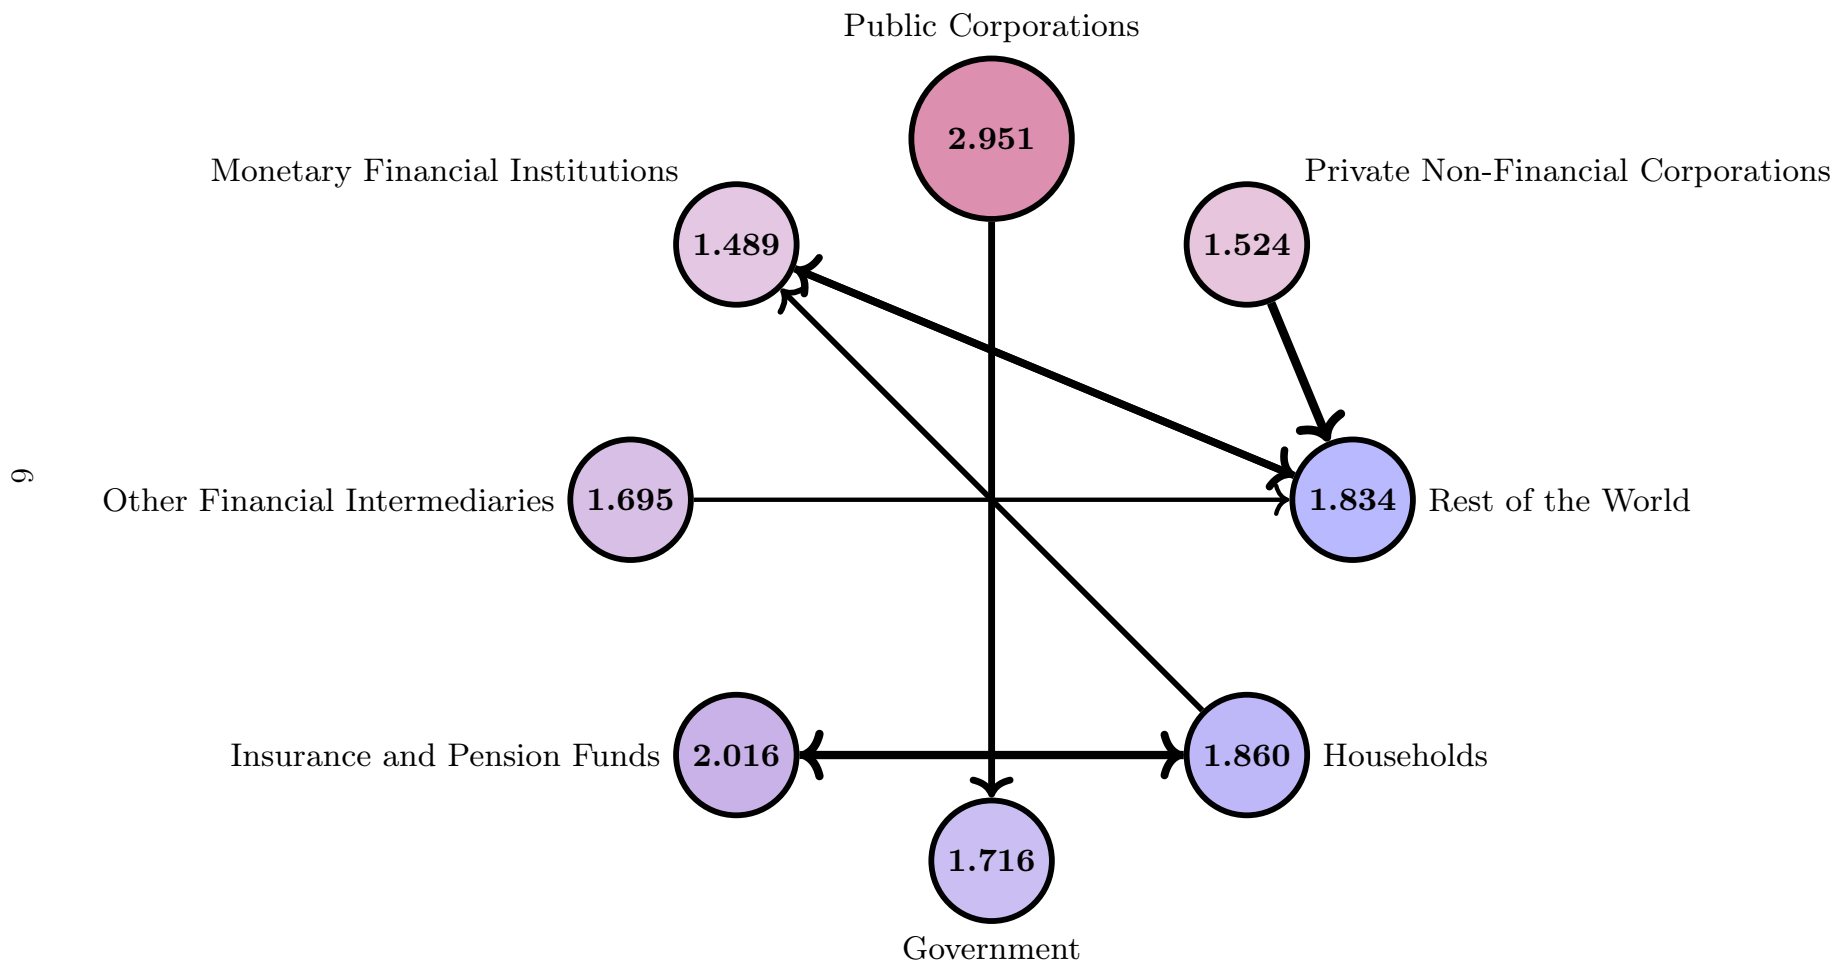 Public Corporations
2.951
Monetary Financial Institutions
Private Non-Financial Corporations
1.489
1.524
9
Other Financial Intermediaries
1.695
1.834
Rest of the World
Insurance and Pension Funds
2.016
1.860
Households
1.716
Government